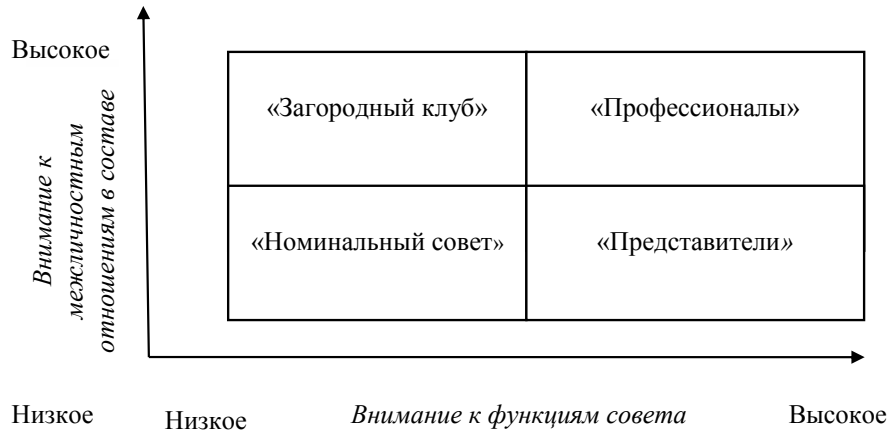 Высокое
«Загородный клуб»
«Профессионалы»
Внимание к
межличностным
отношениям в составе
«Номинальный совет»
«Представители»
Низкое
Низкое
Внимание к функциям совета
Высокое